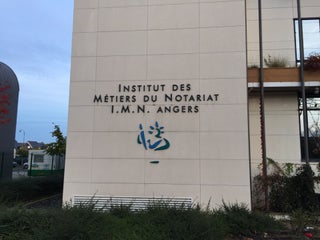 Institut des
Métiers du Notariat
I.M.N. Angers